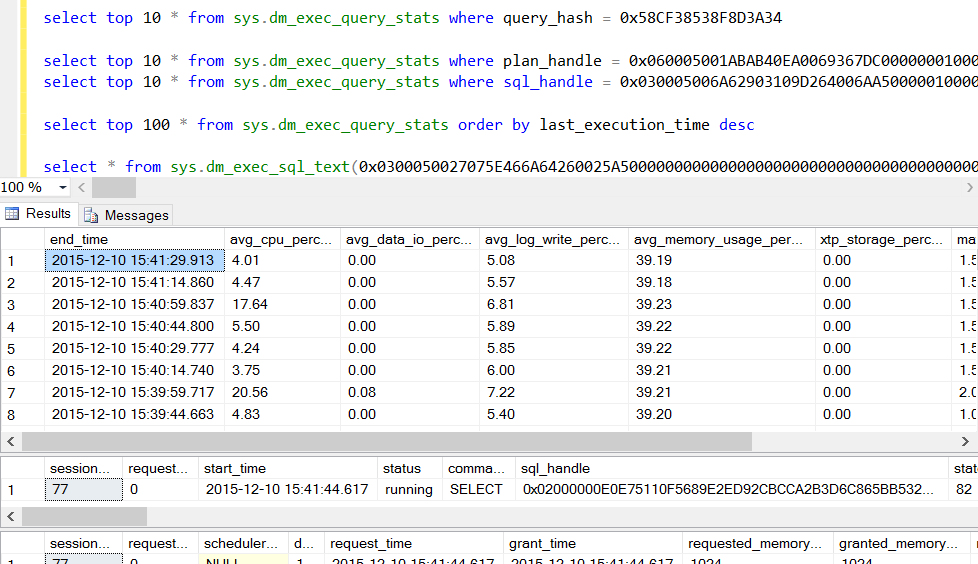 select top 10 * from sys.dm_exec_query_stats where query_hash = 0x58CF38538F8D3A34
select top 10 * from sys.dm_exec_query_stats where plan_handle = 0x060005001ABAB40EA0069367DC00000001000
select top 10 * from sys.dm_exec_query_stats where sql_handle = 0x030005006A62903109D264006AA5000001000
select top 100 * from sys.dm_exec_query_stats order by last_execution_time desc
select * from sys.dm_exec_sql_text(
100 %
Results Messages
end_time avg_cpu_perc... avg_data_io_perc... avg_log_write_perc... avg_memory_usage_per... xtp_storage_perc... ma
1 2015-12-10 15:41:29.913 4.01 0.00 5.08 39.19 0.00 1.5
2 2015-12-10 15:41:14.860 4.47 0.00 5.57 39.18 0.00 1.5
3 2015-12-10 15:40:59.837 17.64 0.00 6.81 39.23 0.00 1.5
4 2015-12-10 15:40:44.800 5.50 0.00 5.89 39.22 0.00 1.5
5 2015-12-10 15:40:29.777 4.24 0.00 5.85 39.22 0.00 1.5
6 2015-12-10 15:40:14.740 3.75 0.00 6.00 39.21 0.00 1.5
7 2015-12-10 15:39:59.717 20.56 0.08 7.22 39.21 0.00 2.0
8 2015-12-10 15:39:44.663 4.83 0.00 5.40 39.20 0.00 1.0
session... request... start_time status comma... sql_handle stat
1 77 0 2015-12-10 15:41:44.617 running SELECT 0x02000000E0E75110F5689E2ED92CBCCA2B3D6C865BB532... 82
session... request... scheduler... d... request_time grant_time requested_memory... granted_memory...
1 77 0 NULL 1 2015-12-10 15:41:44.617 2015-12-10 15:41:44.617 1024 1024